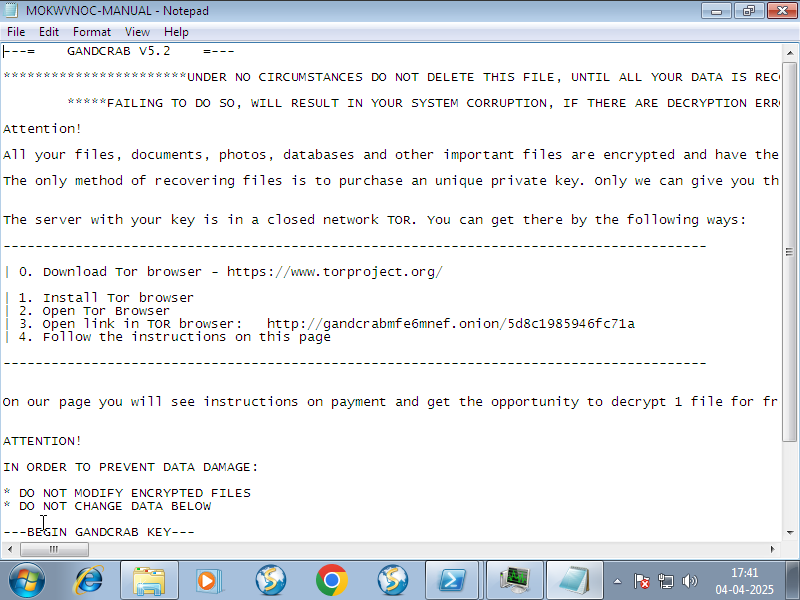 MOKWVNOC-MANUAL - Notepad
File Edit Format View Help
---= GANDCRAB V5.2 =---
***********************UNDER NO CIRCUMSTANCES DO NOT DELETE THIS FILE, UNTIL ALL YOUR DATA IS REC
*****FAILING TO DO SO, WILL RESULT IN YOUR SYSTEM CORRUPTION, IF THERE ARE DECRYPTION ERR
Attention!
All your files, documents, photos, databases and other important files are encrypted and have the
The only method of recovering files is to purchase an unique private key. Only we can give you th
The server with your key is in a closed network TOR. You can get there by the following ways:
----------------------------------------------------------------------------------------
| 0. Download Tor browser - https://www.torproject.org/
| 1. Install Tor browser
| 2. Open Tor Browser
| 3. Open link in TOR browser: http://gandcrabmfe6mnef.onion/5d8c1985946fc71a
| 4. Follow the instructions on this page
----------------------------------------------------------------------------------------
On our page you will see instructions on payment and get the opportunity to decrypt 1 file for fr
ATTENTION!
IN ORDER TO PREVENT DATA DAMAGE:
* DO NOT MODIFY ENCRYPTED FILES
* DO NOT CHANGE DATA BELOW
---BEGIN GANDCRAB KEY---
17:41
04-04-2025